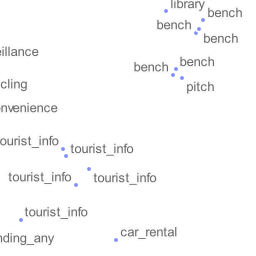 library
bench
bench
bench
eillance
bench
bench
cling
pitch
nvenience
ourist_info
tourist_info
tourist_info
tourist_info
tourist_info
car_rental
nding_any